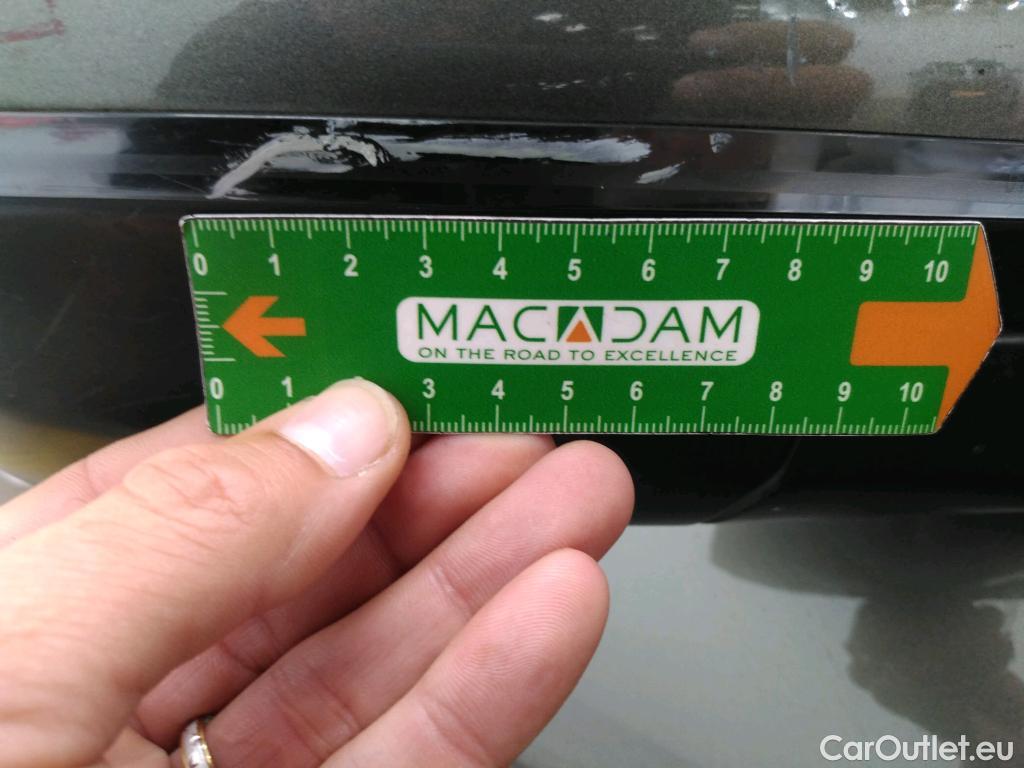 0 1 2 3 4 5 6 7 8 9 10
MACADAM
ON THE ROAD TO EXCELLENCE
0 1 3 4 5 6 7 8 9 10
CarOutlet.eu